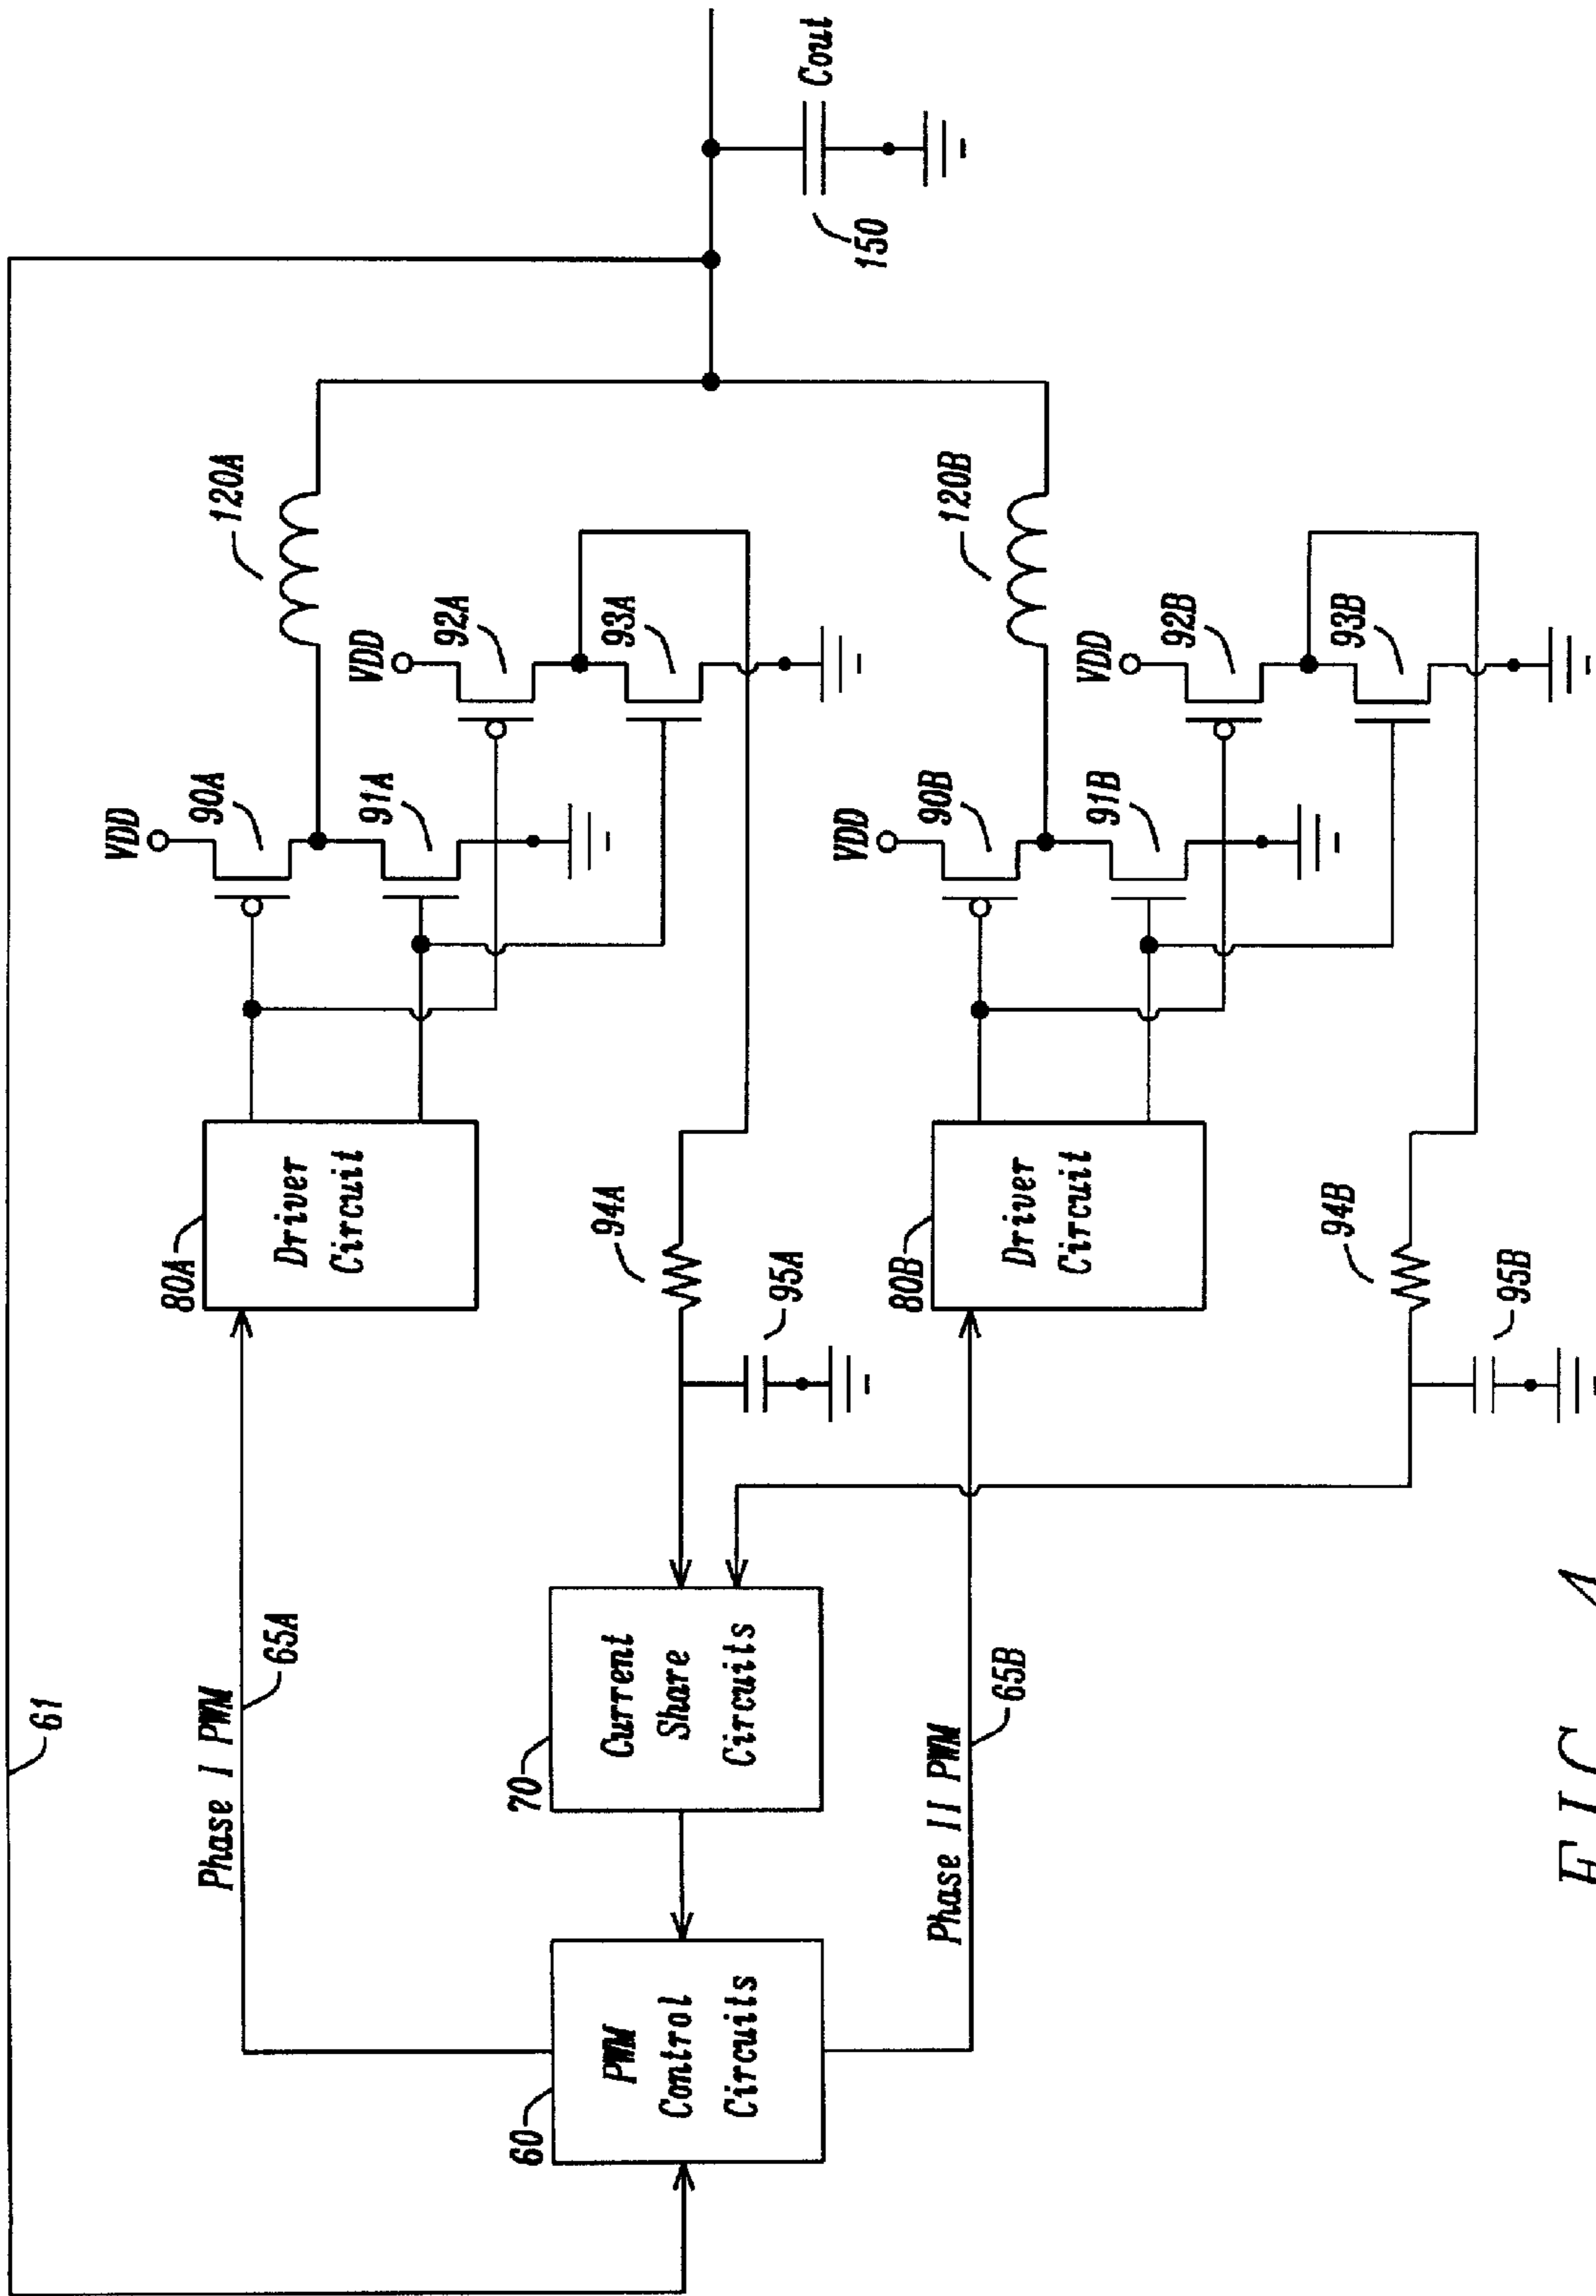 61
Phase I PWM
65A
80A
Driver
Circuit
VDD
90A
91A
120A
VDD
92A
93A
94A
95A
60
PWM
Control
Circuits
70
Current
Share
Circuits
Cout
150
Phase II PWM
65B
80B
Driver
Circuit
VDD
90B
91B
120B
VDD
92B
93B
94B
95B
FIG. 4